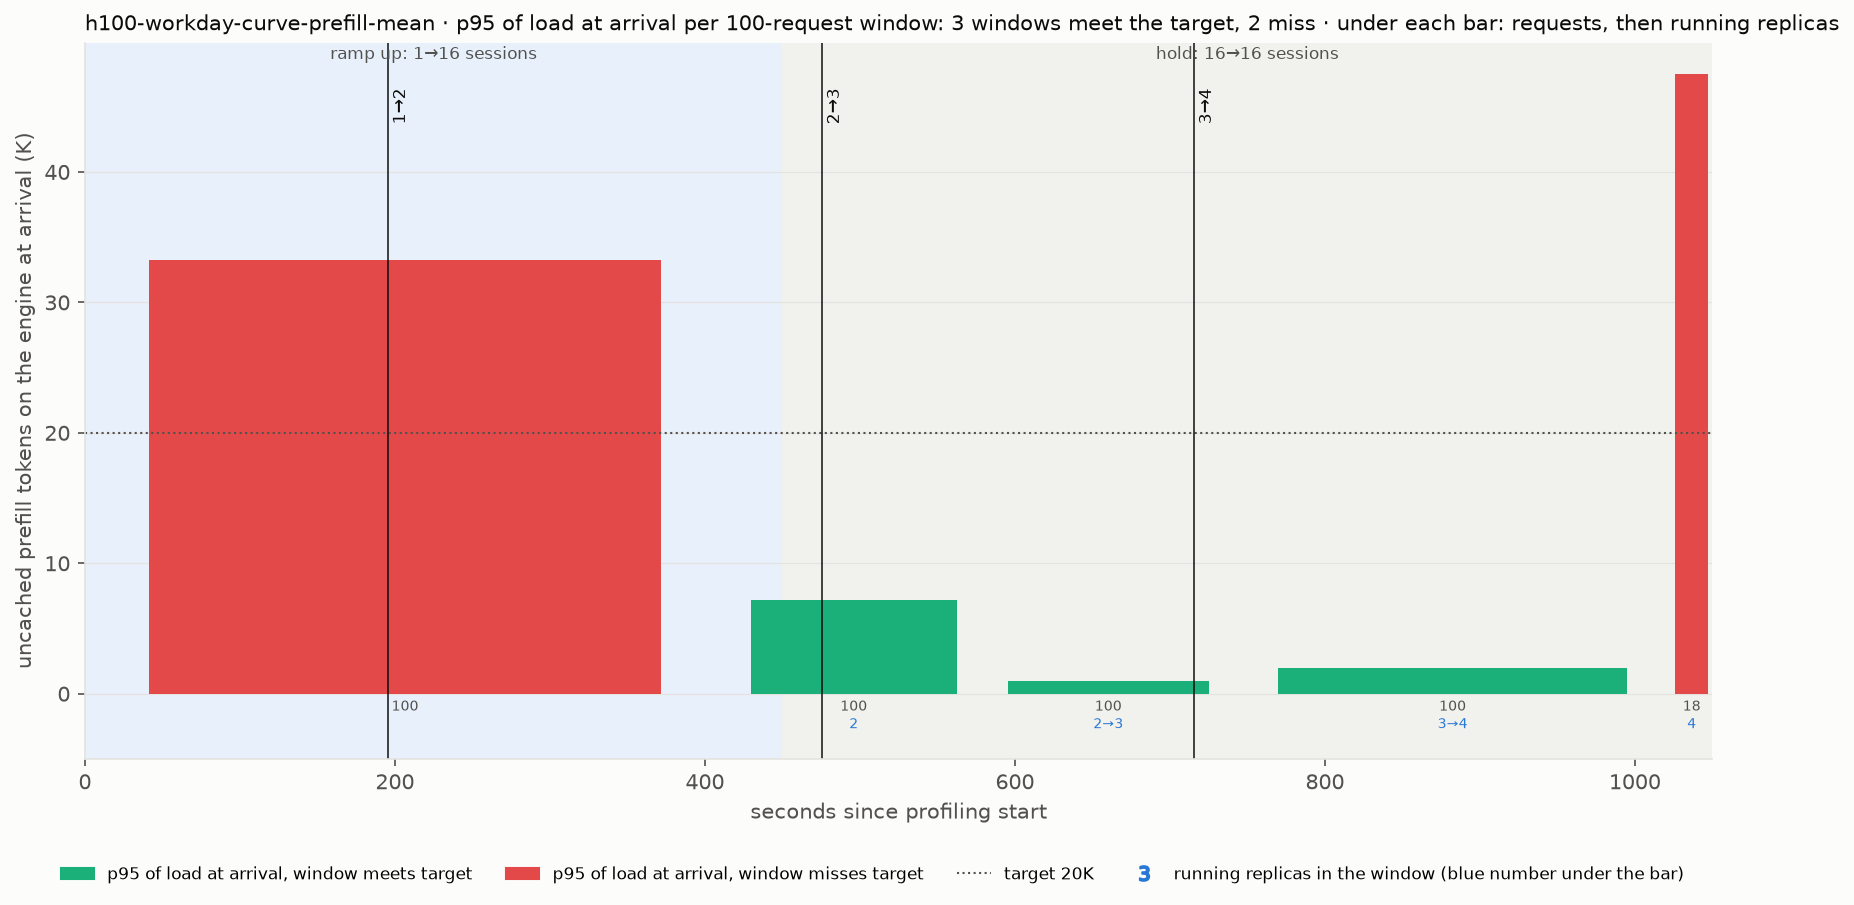 h100-workday-curve-prefill-mean · p95 of load at arrival per 100-request window: 3 windows meet the target, 2 miss · under each bar: requests, then running replicas
ramp up: 1→16 sessions
hold: 16→16 sessions
1→2
2→3
3→4
uncached prefill tokens on the engine at arrival (K)
40
30
20
10
0
100
100
2
100
2→3
100
3→4
18
4
0
200
400
600
800
1000
seconds since profiling start
p95 of load at arrival, window meets target
p95 of load at arrival, window misses target
target 20K
3 running replicas in the window (blue number under the bar)